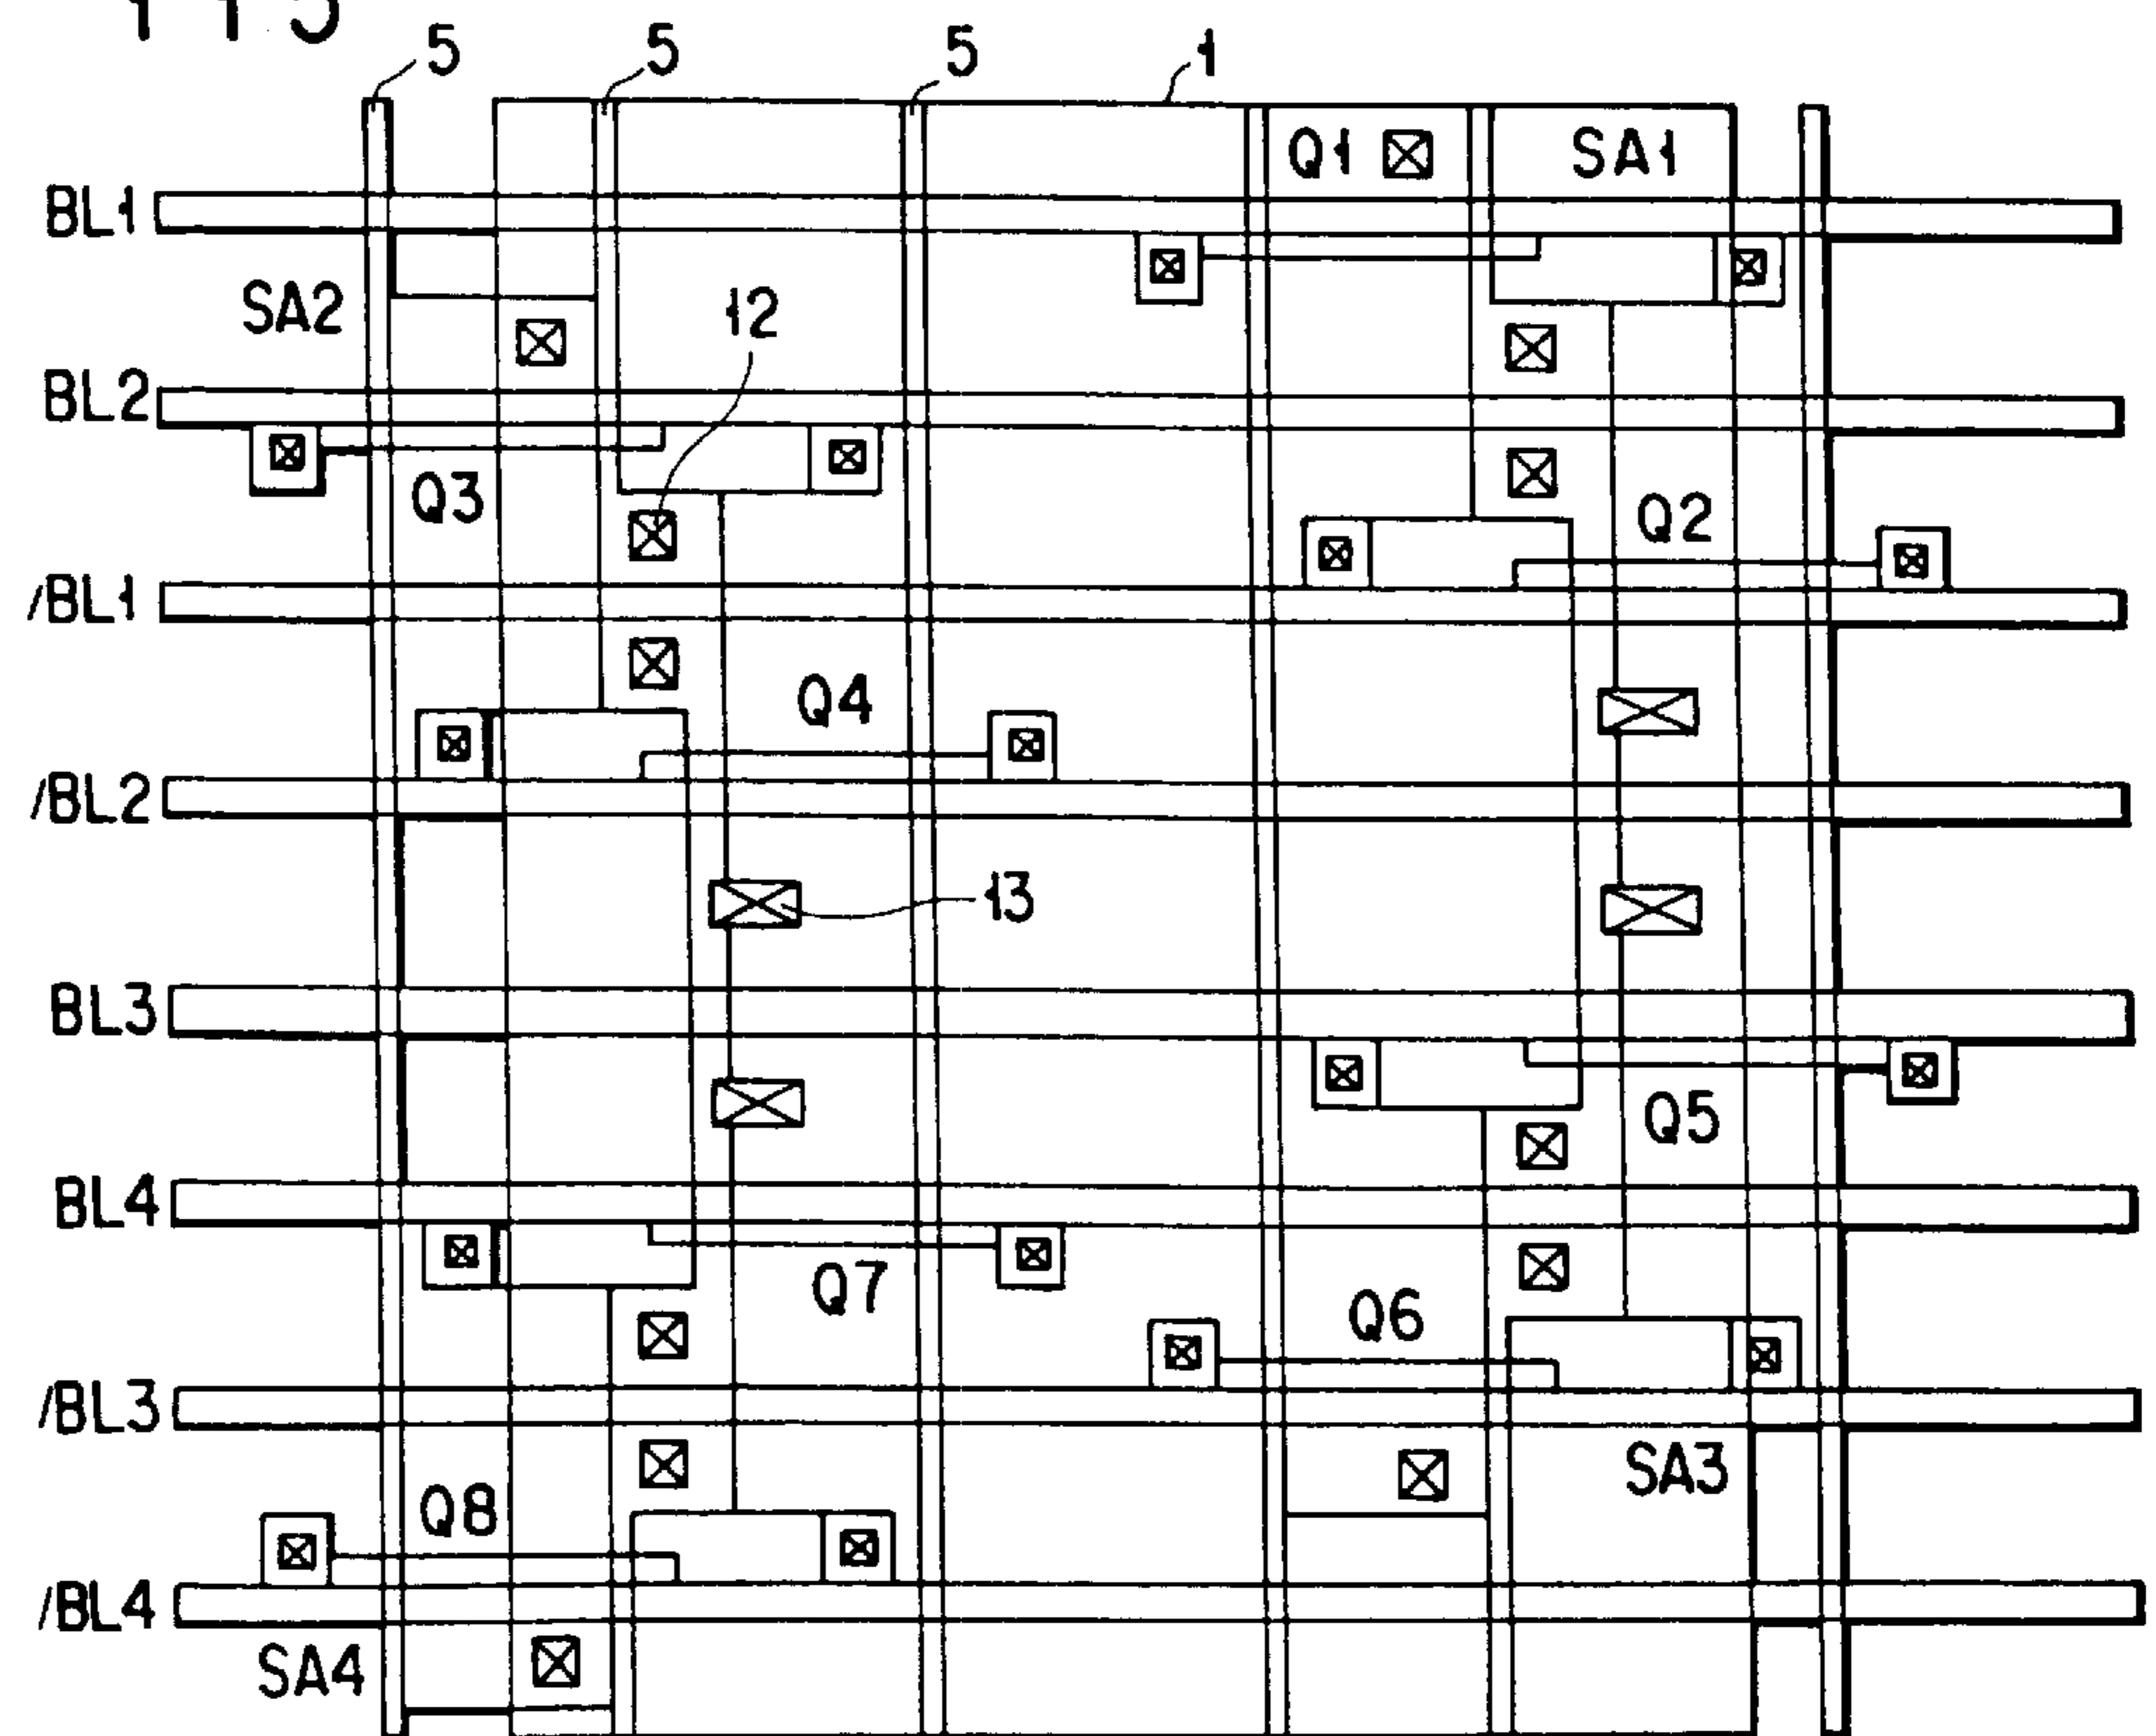 5 5 5 1
Q1 SA1
BL1
SA2 12
BL2
Q3 Q2
/BL1
Q4
/BL2
13
BL3
Q5
BL4
Q7 Q6
/BL3
SA3
Q8
/BL4
SA4